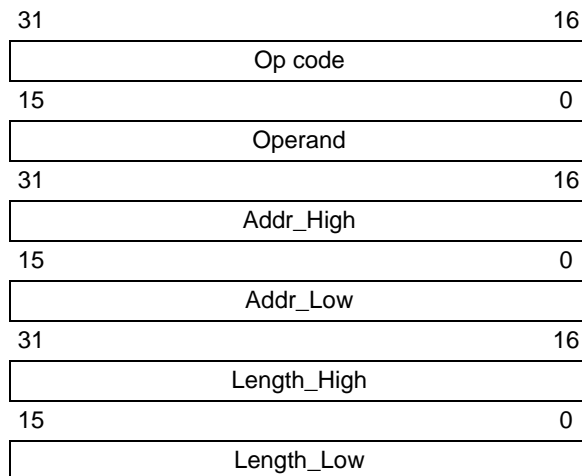 31 16
Op code
15 0
Operand
31 16
Addr_High
15 0
Addr_Low
31 16
Length_High
15 0
Length_Low